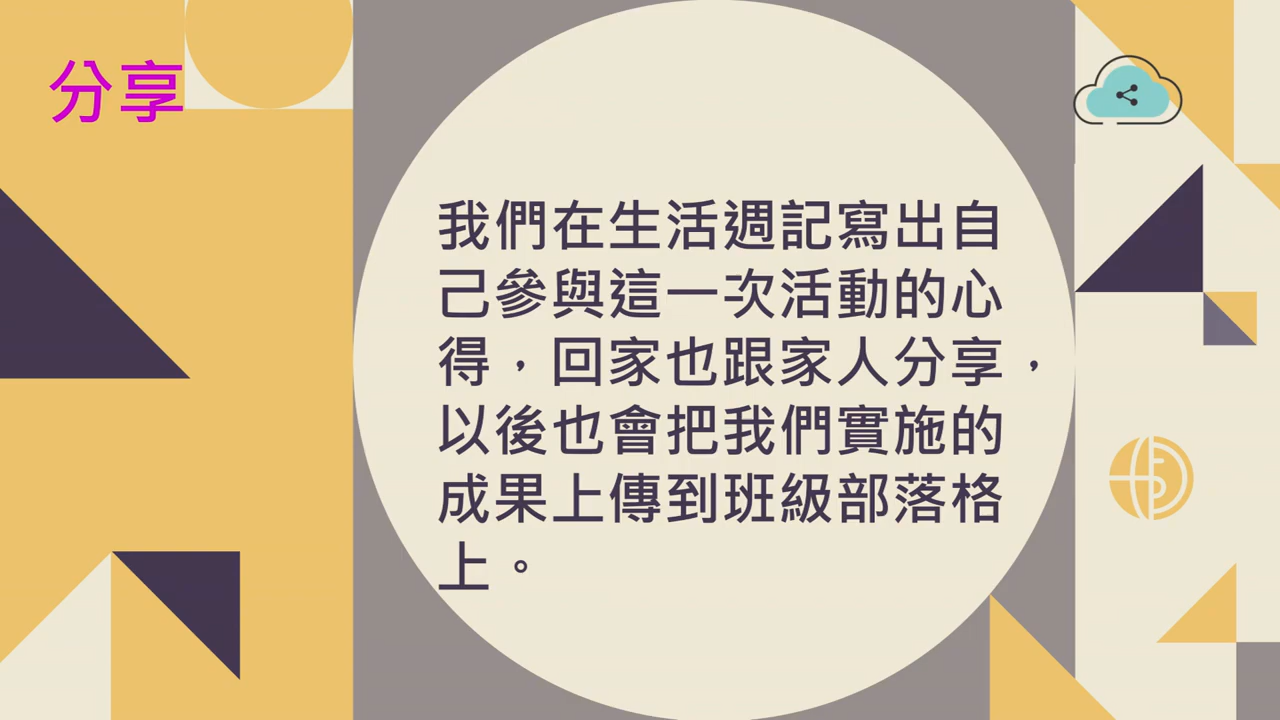 分享
我們在生活週記寫出自
己參與這一次活動的心
得，回家也跟家人分享，
以後也會把我們實施的
成果上傳到班級部落格
上。